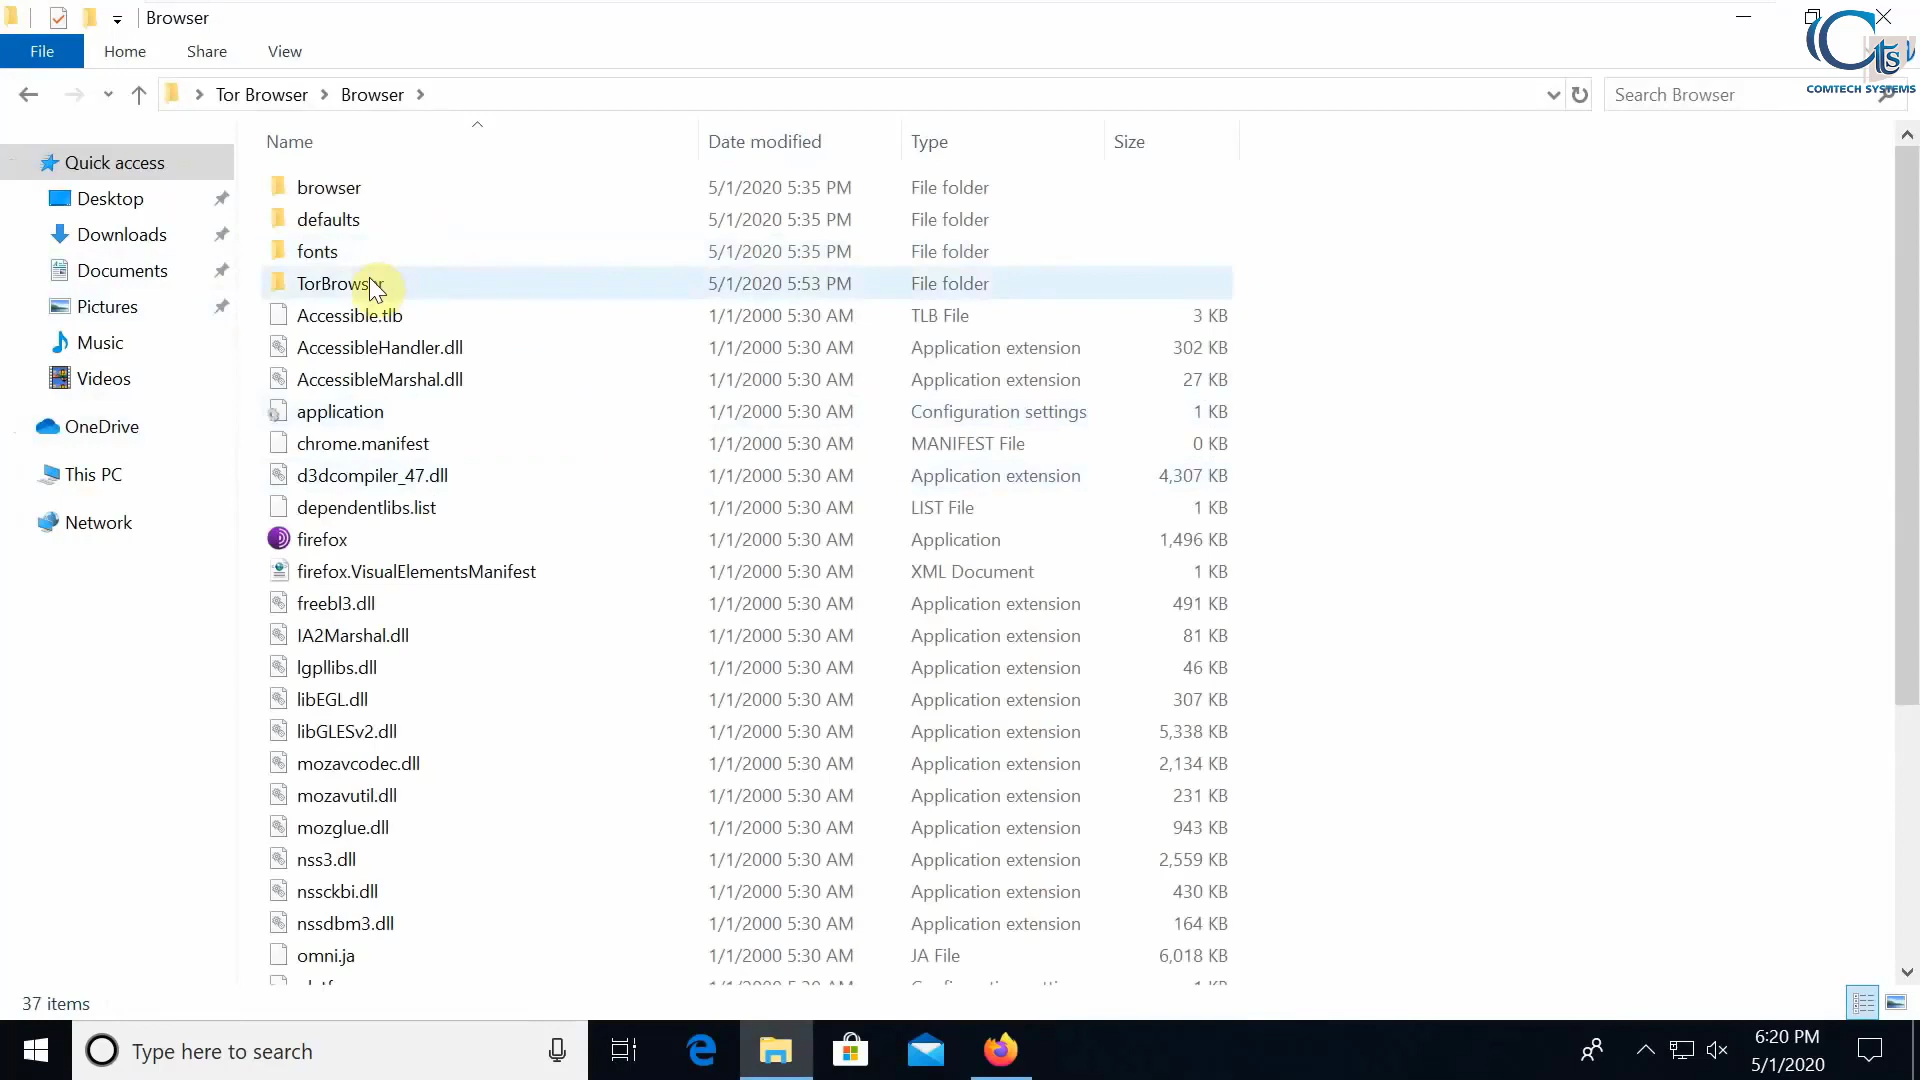 Browser
File Home Share View
Tor Browser Browser
Search Browser
COMTECH SYSTEMS
Name Date modified Type Size
Quick access
Desktop
Downloads
Documents
Pictures
Music
Videos
OneDrive
This PC
Network
browser 5/1/2020 5:35 PM File folder
defaults 5/1/2020 5:35 PM File folder
fonts 5/1/2020 5:35 PM File folder
TorBrowser 5/1/2020 5:53 PM File folder
Accessible.tlb 1/1/2000 5:30 AM TLB File 3 KB
AccessibleHandler.dll 1/1/2000 5:30 AM Application extension 302 KB
AccessibleMarshal.dll 1/1/2000 5:30 AM Application extension 27 KB
application 1/1/2000 5:30 AM Configuration settings 1 KB
chrome.manifest 1/1/2000 5:30 AM MANIFEST File 0 KB
d3dcompiler_47.dll 1/1/2000 5:30 AM Application extension 4,307 KB
dependentlibs.list 1/1/2000 5:30 AM LIST File 1 KB
firefox 1/1/2000 5:30 AM Application 1,496 KB
firefox.VisualElementsManifest 1/1/2000 5:30 AM XML Document 1 KB
freebl3.dll 1/1/2000 5:30 AM Application extension 491 KB
IA2Marshal.dll 1/1/2000 5:30 AM Application extension 81 KB
lgpllibs.dll 1/1/2000 5:30 AM Application extension 46 KB
libEGL.dll 1/1/2000 5:30 AM Application extension 307 KB
libGLESv2.dll 1/1/2000 5:30 AM Application extension 5,338 KB
mozavcodec.dll 1/1/2000 5:30 AM Application extension 2,134 KB
mozavutil.dll 1/1/2000 5:30 AM Application extension 231 KB
mozglue.dll 1/1/2000 5:30 AM Application extension 943 KB
nss3.dll 1/1/2000 5:30 AM Application extension 2,559 KB
nssckbi.dll 1/1/2000 5:30 AM Application extension 430 KB
nssdbm3.dll 1/1/2000 5:30 AM Application extension 164 KB
omni.ja 1/1/2000 5:30 AM JA File 6,018 KB
37 items
Type here to search
6:20 PM
5/1/2020